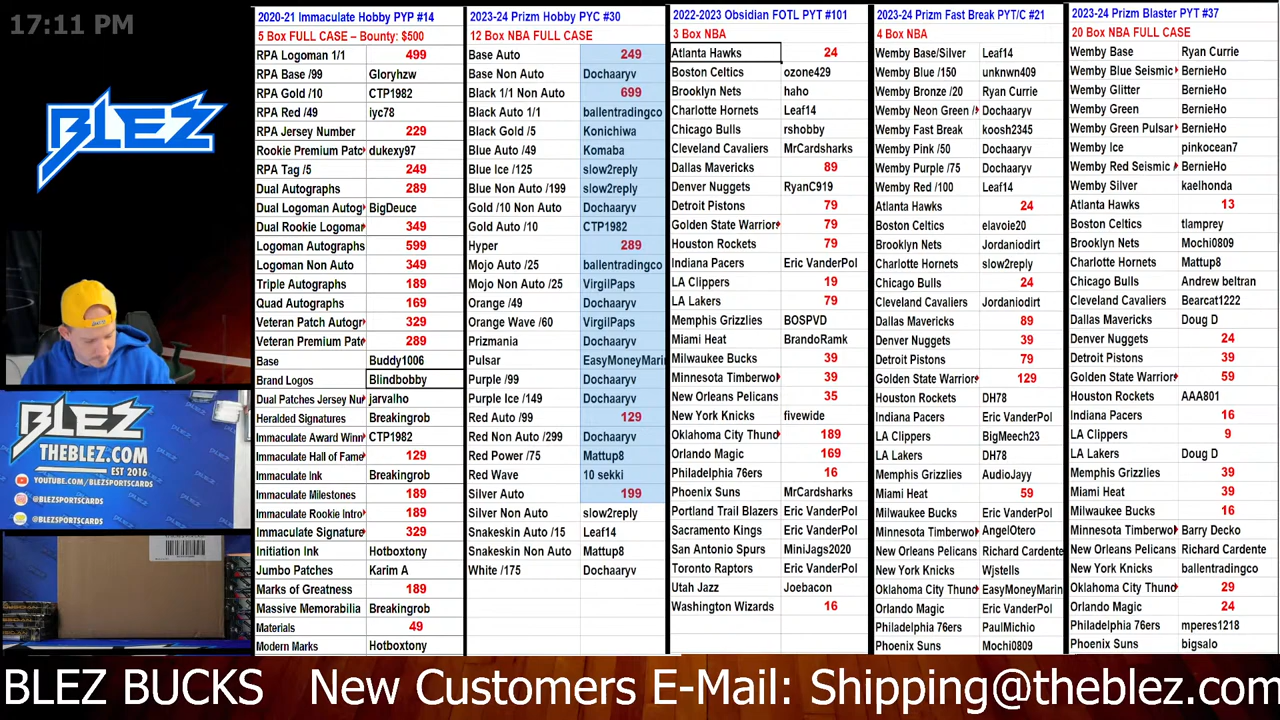 17:11 PM
BLEZ
BLEZ
THEBLEZ.COM
EST 2016
YOUTUBE.COM/BLEZSPORTSCARDS
@BLEZSPORTSCARDS
@BLEZSPORTSCARDS
2020-21 Immaculate Hobby PYP #14
5 Box FULL CASE – Bounty: $500
RPA Logoman 1/1 499
RPA Base /99 Gloryhzw
RPA Gold /10 CTP1982
RPA Red /49 iyc78
RPA Jersey Number 229
Rookie Premium Patc dukexy97
RPA Tag /5 249
Dual Autographs 289
Dual Logoman Autog BigDeuce
Dual Rookie Logoma 349
Logoman Autographs 599
Logoman Non Auto 349
Triple Autographs 189
Quad Autographs 169
Veteran Patch Autogr 329
Veteran Premium Pat 289
Base Buddy1006
Brand Logos Blindbobby
Dual Patches Jersey Nu jarvalho
Heralded Signatures Breakingrob
Immaculate Award Winn CTP1982
Immaculate Hall of Fame 129
Immaculate Ink Breakingrob
Immaculate Milestones 189
Immaculate Rookie Intro 189
Immaculate Signature 329
Initiation Ink Hotboxtony
Jumbo Patches Karim A
Marks of Greatness 189
Massive Memorabilia Breakingrob
Materials 49
Modern Marks Hotboxtony
2023-24 Prizm Hobby PYC #30
12 Box NBA FULL CASE
Base Auto 249
Base Non Auto Dochaaryv
Black 1/1 Non Auto 699
Black Auto 1/1 ballentradingco
Black Gold /5 Konichiwa
Blue Auto /49 Komaba
Blue Ice /125 slow2reply
Blue Non Auto /199 slow2reply
Gold /10 Non Auto Dochaaryv
Gold Auto /10 CTP1982
Hyper 289
Mojo Auto /25 ballentradingco
Mojo Non Auto /25 VirgilPaps
Orange /49 Dochaaryv
Orange Wave /60 VirgilPaps
Prizmania Dochaaryv
Pulsar EasyMoneyMarin
Purple /99 Dochaaryv
Purple Ice /149 Dochaaryv
Red Auto /99 129
Red Non Auto /299 Dochaaryv
Red Power /75 Mattup8
Red Wave 10 sekki
Silver Auto 199
Silver Non Auto slow2reply
Snakeskin Auto /15 Leaf14
Snakeskin Non Auto Mattup8
White /175 Dochaaryv
2022-2023 Obsidian FOTL PYT #101
3 Box NBA
Atlanta Hawks 24
Boston Celtics ozone429
Brooklyn Nets haho
Charlotte Hornets Leaf14
Chicago Bulls rshobby
Cleveland Cavaliers MrCardsharks
Dallas Mavericks 89
Denver Nuggets RyanC919
Detroit Pistons 79
Golden State Warrior 79
Houston Rockets 79
Indiana Pacers Eric VanderPol
LA Clippers 19
LA Lakers 79
Memphis Grizzlies BOSPVD
Miami Heat BrandoRamk
Milwaukee Bucks 39
Minnesota Timberwo 39
New Orleans Pelicans 35
New York Knicks fivewide
Oklahoma City Thund 189
Orlando Magic 169
Philadelphia 76ers 16
Phoenix Suns MrCardsharks
Portland Trail Blazers Eric VanderPol
Sacramento Kings Eric VanderPol
San Antonio Spurs MiniJags2020
Toronto Raptors Eric VanderPol
Utah Jazz Joebacon
Washington Wizards 16
2023-24 Prizm Fast Break PYT/C #21
4 Box NBA
Wemby Base/Silver Leaf14
Wemby Blue /150 unknwn409
Wemby Bronze /20 Ryan Currie
Wemby Neon Green / Dochaaryv
Wemby Fast Break koosh2345
Wemby Pink /50 Dochaaryv
Wemby Purple /75 Dochaaryv
Wemby Red /100 Leaf14
Atlanta Hawks 24
Boston Celtics elavoie20
Brooklyn Nets Jordaniodirt
Charlotte Hornets slow2reply
Chicago Bulls 24
Cleveland Cavaliers Jordaniodirt
Dallas Mavericks 89
Denver Nuggets 39
Detroit Pistons 79
Golden State Warrior 129
Houston Rockets DH78
Indiana Pacers Eric VanderPol
LA Clippers BigMeech23
LA Lakers DH78
Memphis Grizzlies AudioJayy
Miami Heat 59
Milwaukee Bucks Eric VanderPol
Minnesota Timberwo AngelOtero
New Orleans Pelicans Richard Cardente
New York Knicks Wjstells
Oklahoma City Thund EasyMoneyMarin
Orlando Magic Eric VanderPol
Philadelphia 76ers PaulMichio
Phoenix Suns Mochi0809
2023-24 Prizm Blaster PYT #37
20 Box NBA FULL CASE
Wemby Base Ryan Currie
Wemby Blue Seismic BernieHo
Wemby Glitter BernieHo
Wemby Green BernieHo
Wemby Green Pulsar BernieHo
Wemby Ice pinkocean7
Wemby Red Seismic BernieHo
Wemby Silver kaelhonda
Atlanta Hawks 13
Boston Celtics tlamprey
Brooklyn Nets Mochi0809
Charlotte Hornets Mattup8
Chicago Bulls Andrew beltran
Cleveland Cavaliers Bearcat1222
Dallas Mavericks Doug D
Denver Nuggets 24
Detroit Pistons 39
Golden State Warrior 59
Houston Rockets AAA801
Indiana Pacers 16
LA Clippers 9
LA Lakers Doug D
Memphis Grizzlies 39
Miami Heat 39
Milwaukee Bucks 16
Minnesota Timberwo Barry Decko
New Orleans Pelicans Richard Cardente
New York Knicks ballendtradingco
Oklahoma City Thund 29
Orlando Magic 24
Philadelphia 76ers mperes1218
Phoenix Suns bigsalo
BLEZ BUCKS New Customers E-Mail: Shipping@theblez.com